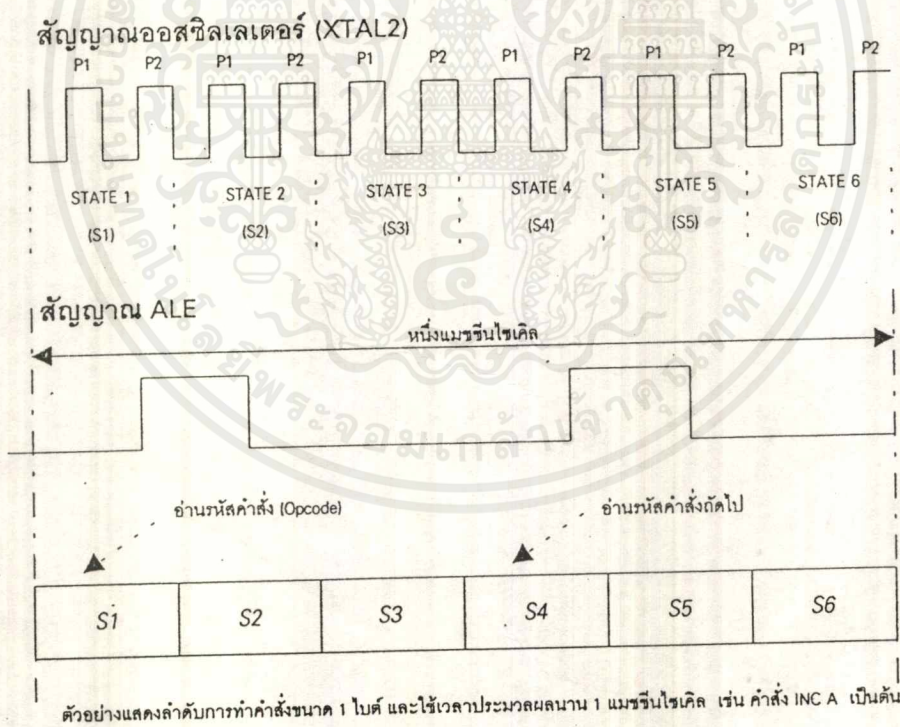 สัญญาณออสซิลเลเตอร์ (XTAL2)
P1 P2 P1 P2 P1 P2 P1 P2 P1 P2 P1 P2
STATE 1 STATE 2 STATE 3 STATE 4 STATE 5 STATE 6
(S1) (S2) (S3) (S4) (S5) (S6)
สัญญาณ ALE
หนึ่งแมชชีนไซเคิล
อ่านรหัสคำสั่ง (Opcode) อ่านรหัสคำสั่งถัดไป
S1 S2 S3 S4 S5 S6
ตัวอย่างแสดงลำดับการทำคำสั่งขนาด 1 ไบต์ และใช้เวลาประมวลผลนาน 1 แมชชีนไซเคิล เช่น คำสั่ง INC A เป็นต้น